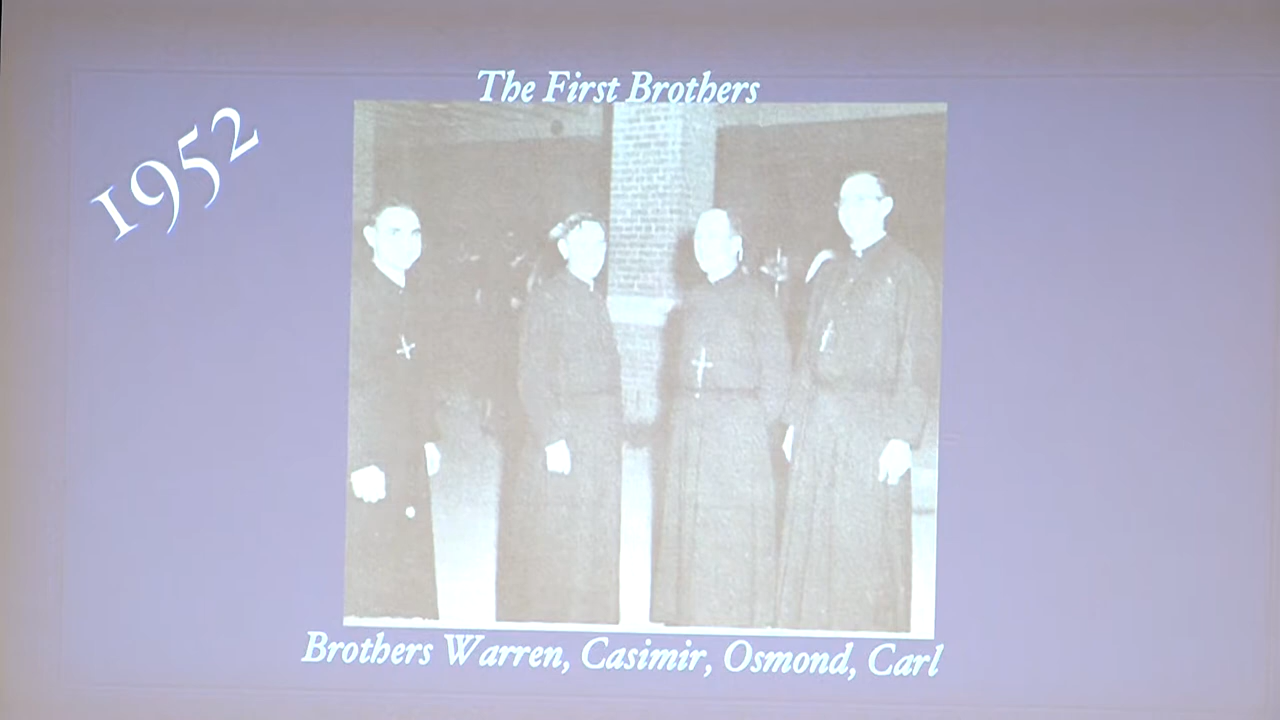 The First Brothers
1952
Brothers Warren, Casimir, Osmond, Carl